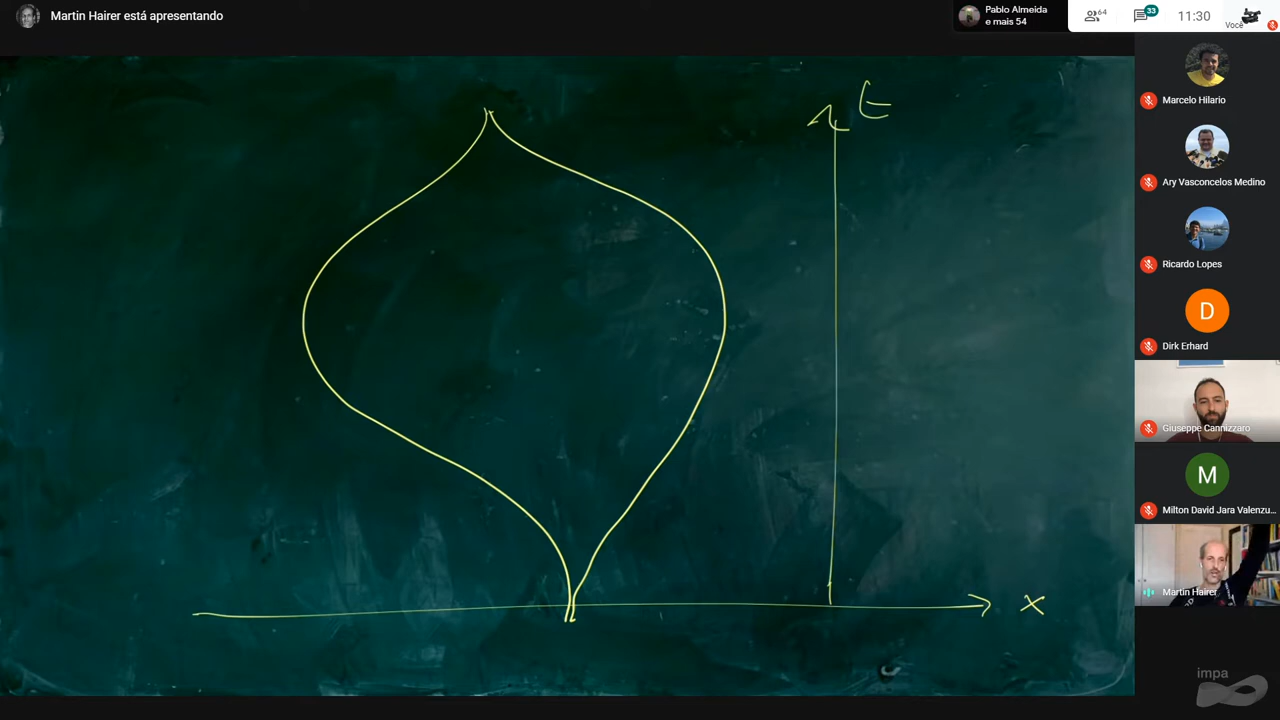 Martin Hairer está apresentando
Pablo Almeida
e mais 54
64
33
11:30
Você
t
x
Marcelo Hilario
Ary Vasconcelos Medino
Ricardo Lopes
D
Dirk Erhard
Giuseppe Cannizzaro
M
Milton David Jara Valenzu...
Martin Hairer
impa